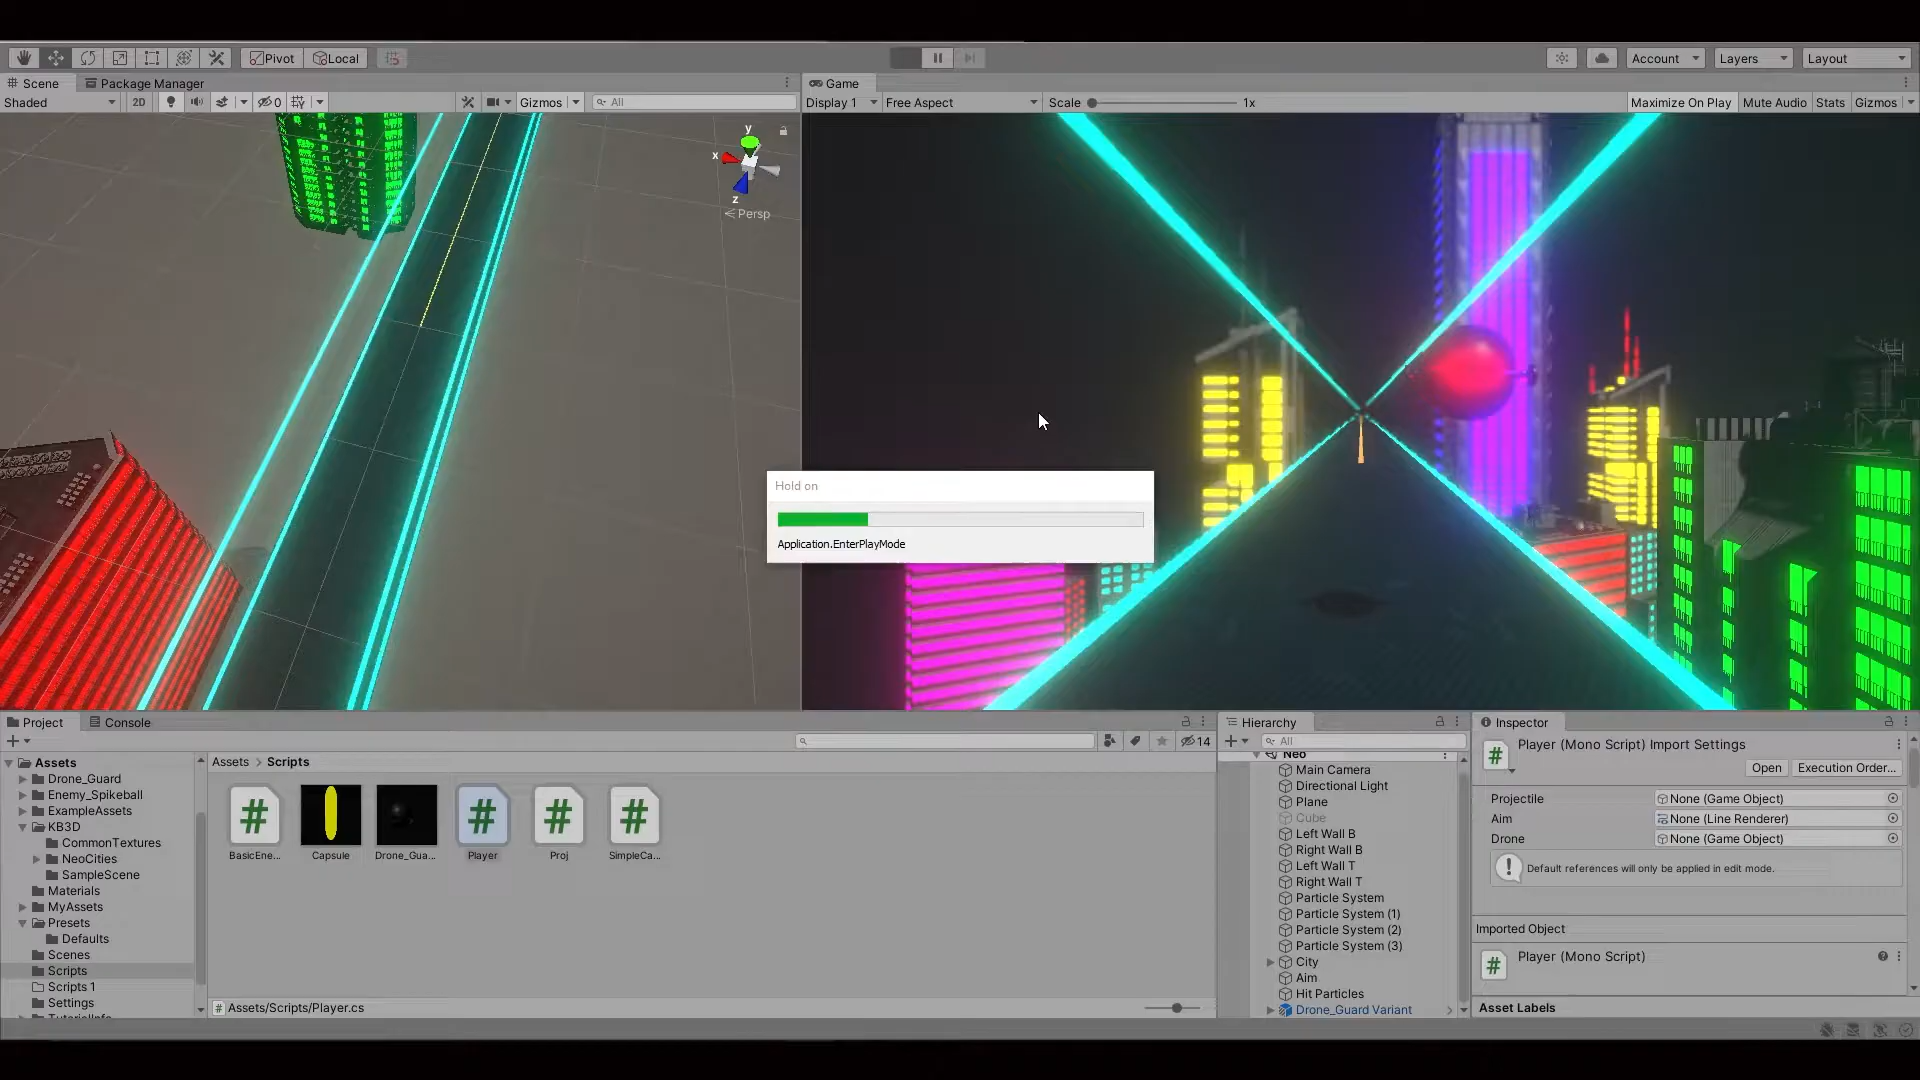 Pivot Local Account Layers Layout
Scene Package Manager Game
Shaded 2D 0 Gizmos All Display 1 Free Aspect Scale 1x Maximize On Play Mute Audio Stats Gizmos
y
x
z
Persp
Hold on
Application.EnterPlayMode
Project Console
14
Assets
Drone_Guard
Enemy_Spikeball
ExampleAssets
KB3D
CommonTextures
NeoCities
SampleScene
Materials
MyAssets
Presets
Defaults
Scenes
Scripts
Scripts 1
Settings
Assets > Scripts
BasicEne... Capsule Drone_Gua... Player Proj SimpleCa...
Assets/Scripts/Player.cs
Hierarchy
All
Neo
Main Camera
Directional Light
Plane
Cube
Left Wall B
Right Wall B
Left Wall T
Right Wall T
Particle System
Particle System (1)
Particle System (2)
Particle System (3)
City
Aim
Hit Particles
Drone_Guard Variant
Inspector
Player (Mono Script) Import Settings
Open Execution Order...
Projectile None (Game Object)
Aim None (Line Renderer)
Drone None (Game Object)
Default references will only be applied in edit mode.
Imported Object
Player (Mono Script)
Asset Labels